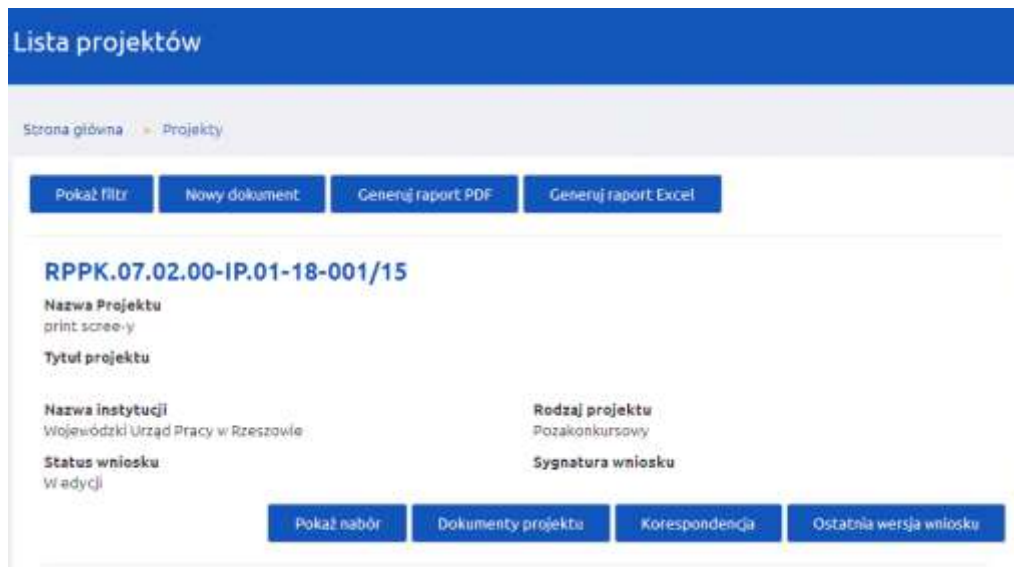 Lista projektów
Strona główna » Projekty
Pokaż filtr Nowy dokument Generuj raport PDF Generuj raport Excel
RPPK.07.02.00-IP.01-18-001/15
Nazwa Projektu
print scree-y
Tytuł projektu
Nazwa instytucji Rodzaj projektu
Wojewódzki Urząd Pracy w Rzeszowie Pozakonkursowy
Status wniosku Sygnatura wniosku
W edycji
Pokaż nabór Dokumenty projektu Korespondencja Ostatnia wersja wniosku